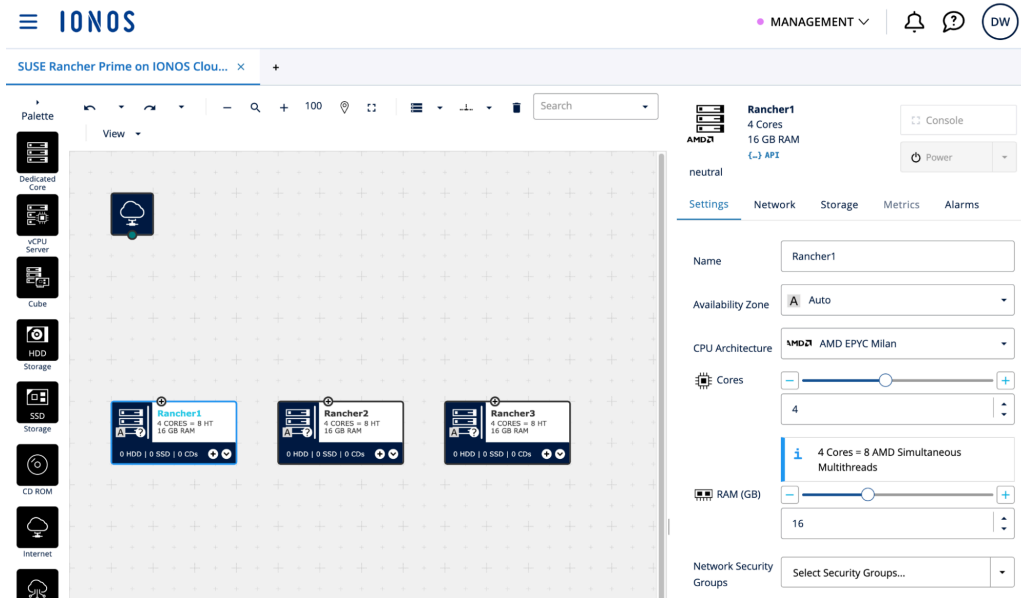 IONOS
MANAGEMENT
DW
SUSE Rancher Prime on IONOS Clou... ×
+
Palette
100
Search
View
Dedicated
Core
vCPU
Server
Cube
HDD
Storage
SSD
Storage
CD ROM
Internet
Rancher1
4 CORES = 8 HT
16 GB RAM
A ?
0 HDD | 0 SSD | 0 CDs
Rancher2
4 CORES = 8 HT
16 GB RAM
A ?
0 HDD | 0 SSD | 0 CDs
Rancher3
4 CORES = 8 HT
16 GB RAM
A ?
0 HDD | 0 SSD | 0 CDs
AMD
neutral
Rancher1
4 Cores
16 GB RAM
{...} API
Console
Power
Settings Network Storage Metrics Alarms
Name Rancher1
Availability Zone A Auto
CPU Architecture AMD AMD EPYC Milan
Cores
4
i 4 Cores = 8 AMD Simultaneous
Multithreads
RAM (GB)
16
Network Security
Groups
Select Security Groups...